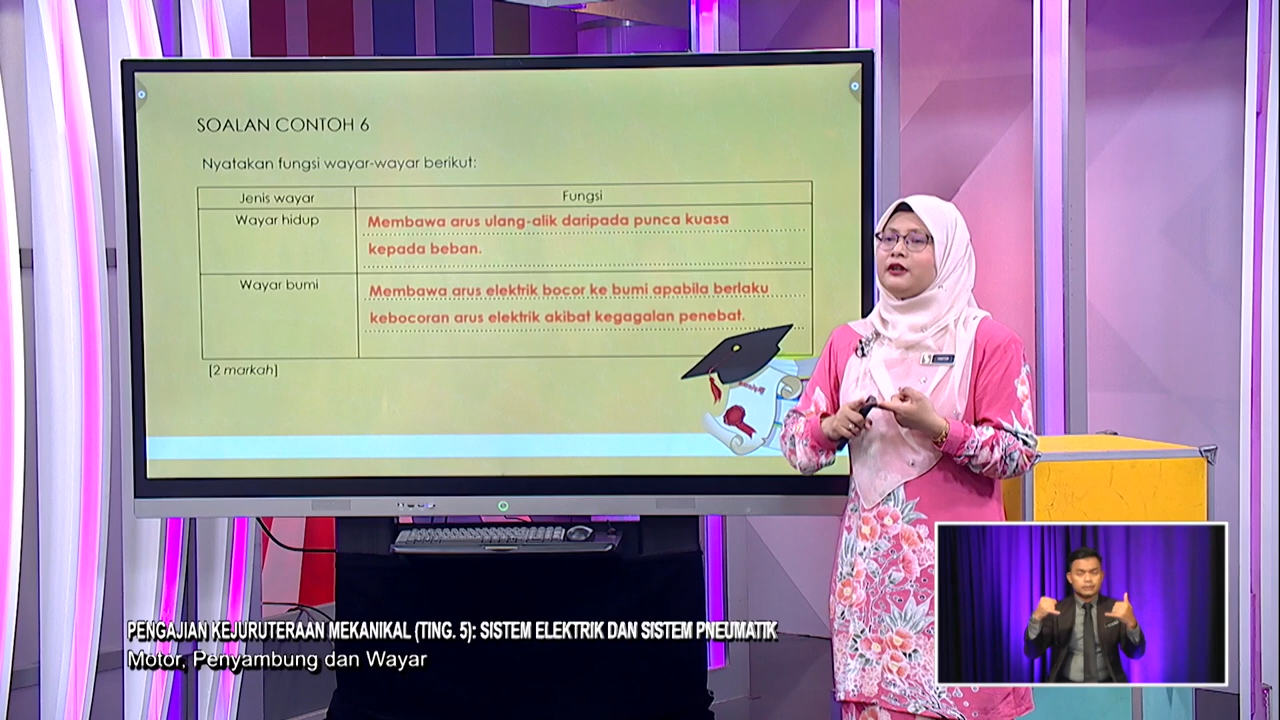 SOALAN CONTOH 6
Nyatakan fungsi wayar-wayar berikut:
Jenis wayar
Fungsi
Wayar hidup
Membawa arus ulang-alik daripada punca kuasa
kepada beban.
Wayar bumi
Membawa arus elektrik bocor ke bumi apabila berlaku
kebocoran arus elektrik akibat kegagalan penebat.
[2 markah]
PENGAJIAN KEJURUTERAAN MEKANIKAL (TING. 5): SISTEM ELEKTRIK DAN SISTEM PNEUMATIK
Motor, Penyambung dan Wayar